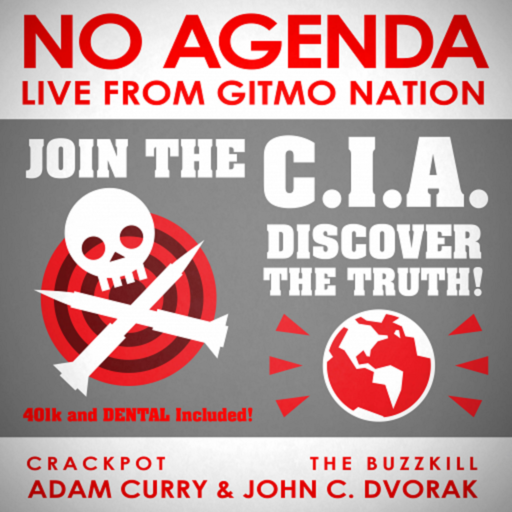 NO AGENDA
LIVE FROM GITMO NATION
JOIN THE C.I.A.
DISCOVER
THE TRUTH!
401k and DENTAL Included!
CRACKPOT THE BUZZKILL
ADAM CURRY & JOHN C. DVORAK